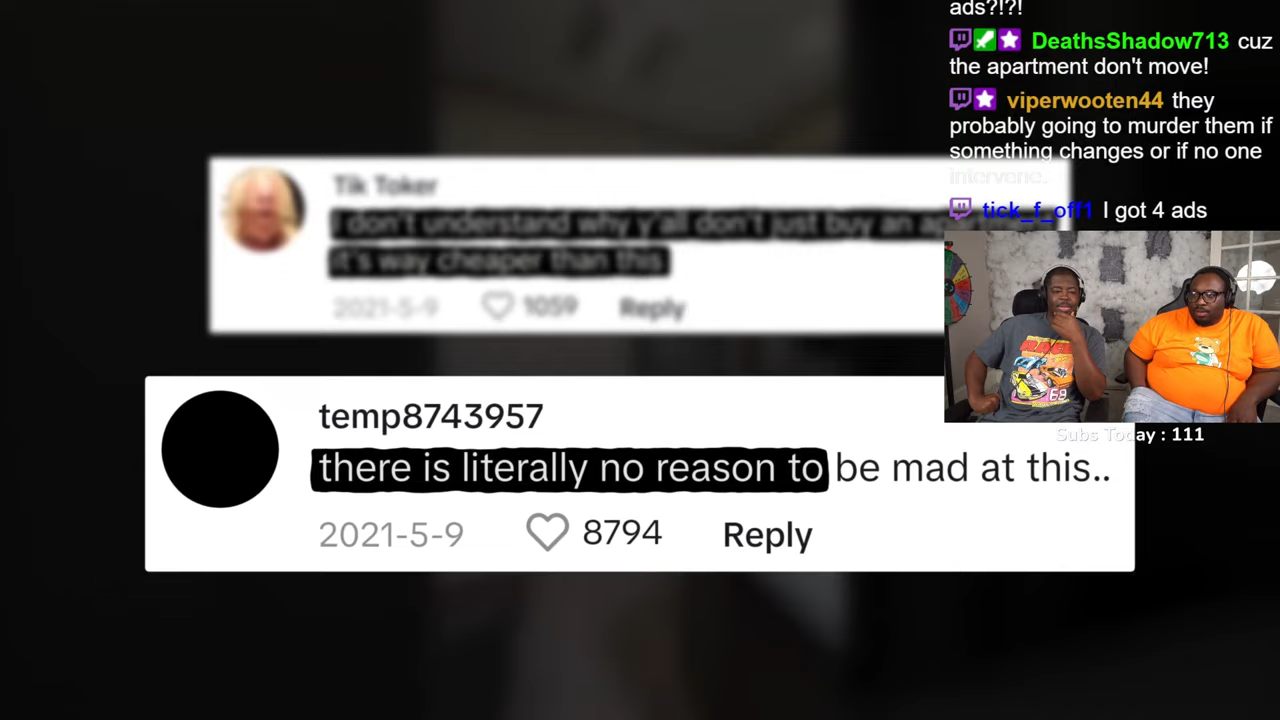 ads?!?!
DeathsShadow713 cuz
the apartment don't move!
viperwooten44 they
probably going to murder them if
something changes or if no one
intervene.
tick_f_off1 I got 4 ads
Tik Toker
I don't understand why y'all don't just buy an
it's way cheaper than this
2021-5-9 1059 Reply
68
Subs Today : 111
temp8743957
there is literally no reason to be mad at this..
2021-5-9 8794 Reply